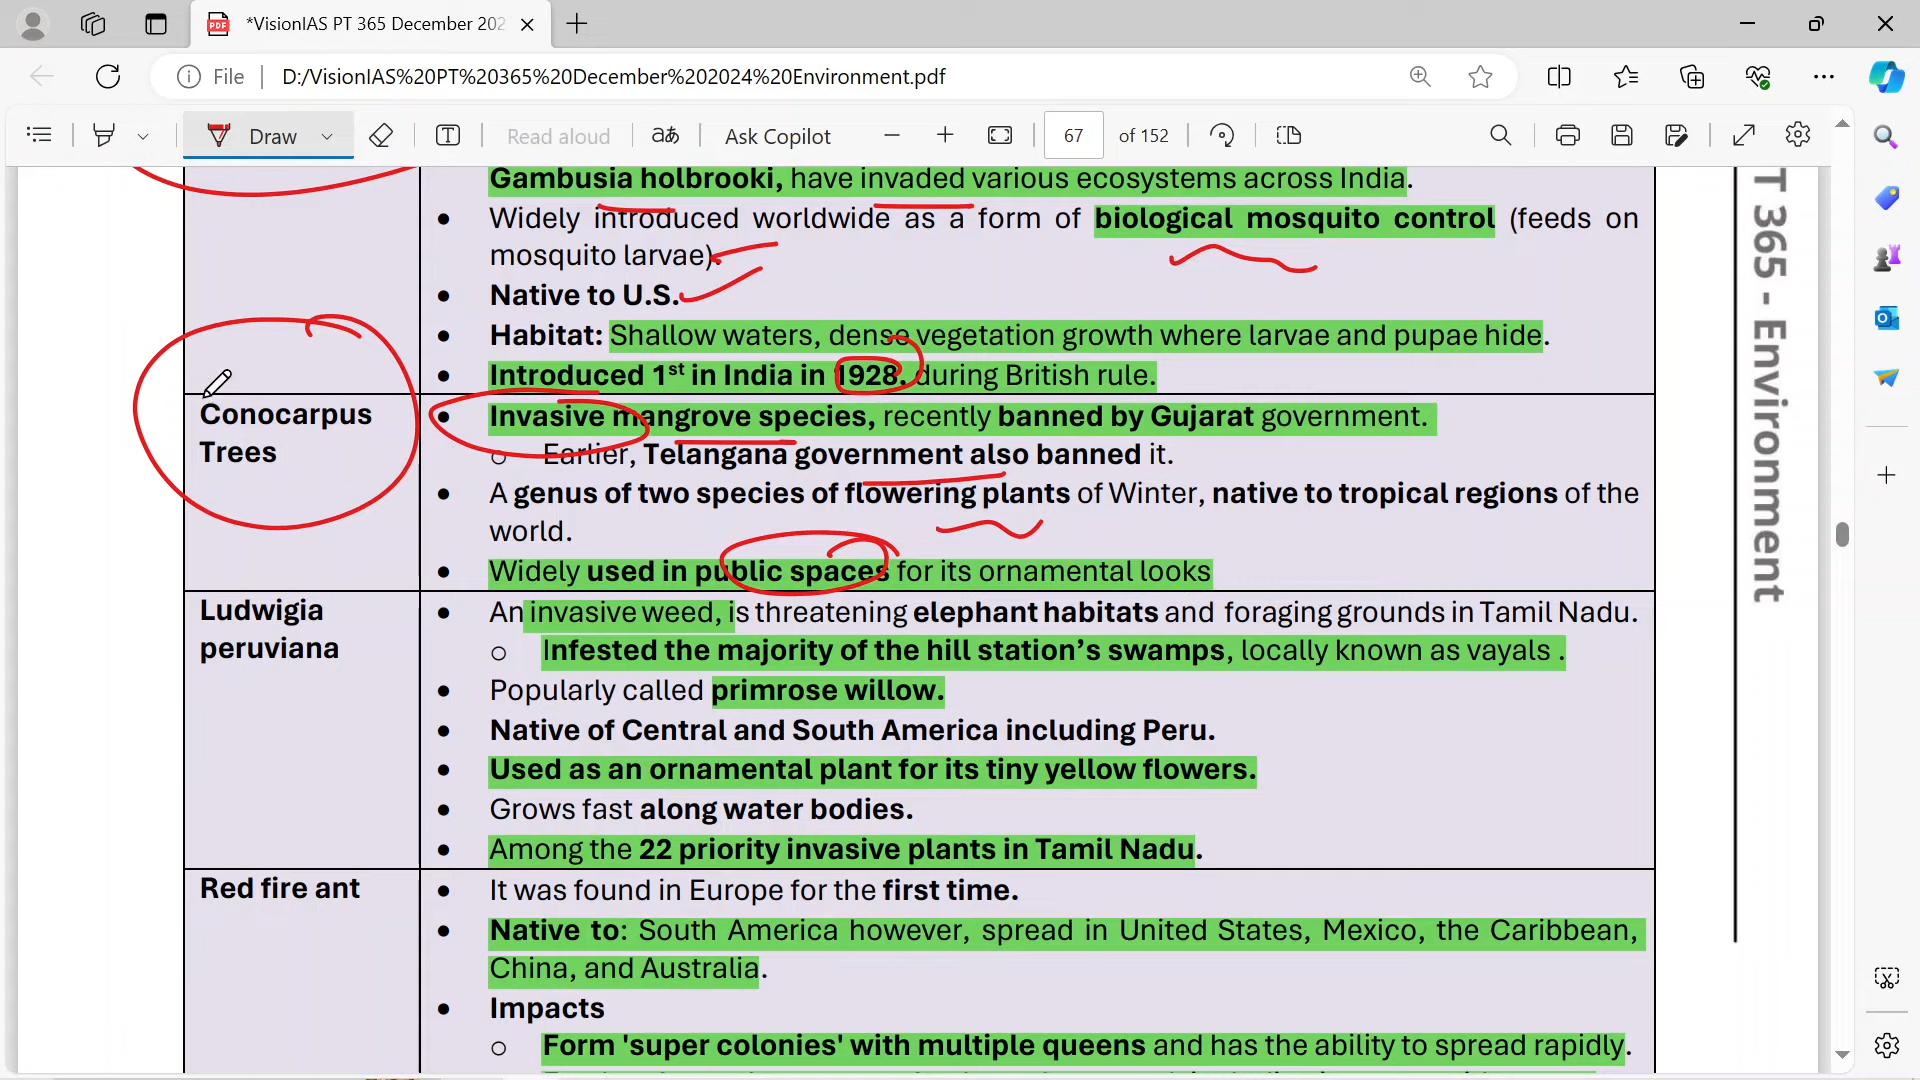 *VisionIAS PT 365 December 202
File
D:/VisionIAS%20PT%20365%20December%202024%20Environment.pdf
Draw
Read aloud
aあ
Ask Copilot
67
of 152
T 365 - Environment
Gambusia holbrooki, have invaded various ecosystems across India.
• Widely introduced worldwide as a form of biological mosquito control (feeds on
mosquito larvae).
• Native to U.S.
• Habitat: Shallow waters, dense vegetation growth where larvae and pupae hide.
• Introduced 1st in India in 1928. during British rule.
Conocarpus
Trees
• Invasive mangrove species, recently banned by Gujarat government.
o Earlier, Telangana government also banned it.
• A genus of two species of flowering plants of Winter, native to tropical regions of the
world.
• Widely used in public spaces for its ornamental looks
Ludwigia
peruviana
• An invasive weed, is threatening elephant habitats and foraging grounds in Tamil Nadu.
o Infested the majority of the hill station’s swamps, locally known as vayals .
• Popularly called primrose willow.
• Native of Central and South America including Peru.
• Used as an ornamental plant for its tiny yellow flowers.
• Grows fast along water bodies.
• Among the 22 priority invasive plants in Tamil Nadu.
Red fire ant
• It was found in Europe for the first time.
• Native to: South America however, spread in United States, Mexico, the Caribbean,
China, and Australia.
• Impacts
o Form 'super colonies' with multiple queens and has the ability to spread rapidly.